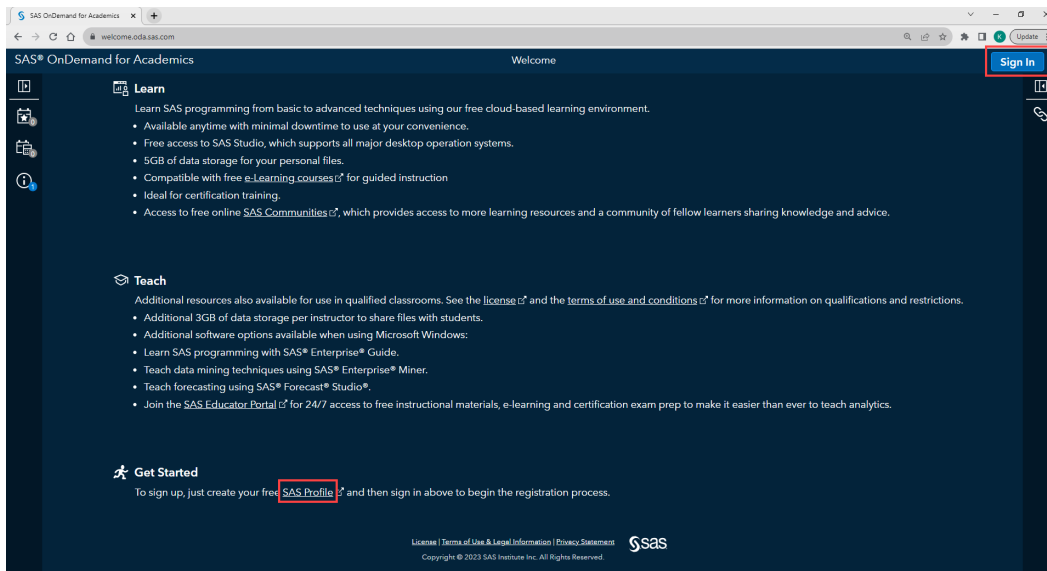 SAS OnDemand for Academics
welcome.oda.sas.com
K
Update
SAS® OnDemand for Academics
Welcome
Sign In
0
0
1
Learn
Learn SAS programming from basic to advanced techniques using our free cloud-based learning environment.
• Available anytime with minimal downtime to use at your convenience.
• Free access to SAS Studio, which supports all major desktop operation systems.
• 5GB of data storage for your personal files.
• Compatible with free e-Learning courses for guided instruction
• Ideal for certification training.
• Access to free online SAS Communities, which provides access to more learning resources and a community of fellow learners sharing knowledge and advice.
Teach
Additional resources also available for use in qualified classrooms. See the license and the terms of use and conditions for more information on qualifications and restrictions.
• Additional 3GB of data storage per instructor to share files with students.
• Additional software options available when using Microsoft Windows:
• Learn SAS programming with SAS® Enterprise® Guide.
• Teach data mining techniques using SAS® Enterprise® Miner.
• Teach forecasting using SAS® Forecast® Studio®.
• Join the SAS Educator Portal for 24/7 access to free instructional materials, e-learning and certification exam prep to make it easier than ever to teach analytics.
Get Started
To sign up, just create your free SAS Profile and then sign in above to begin the registration process.
License | Terms of Use & Legal Information | Privacy Statement
Copyright © 2023 SAS Institute Inc. All Rights Reserved.
sas